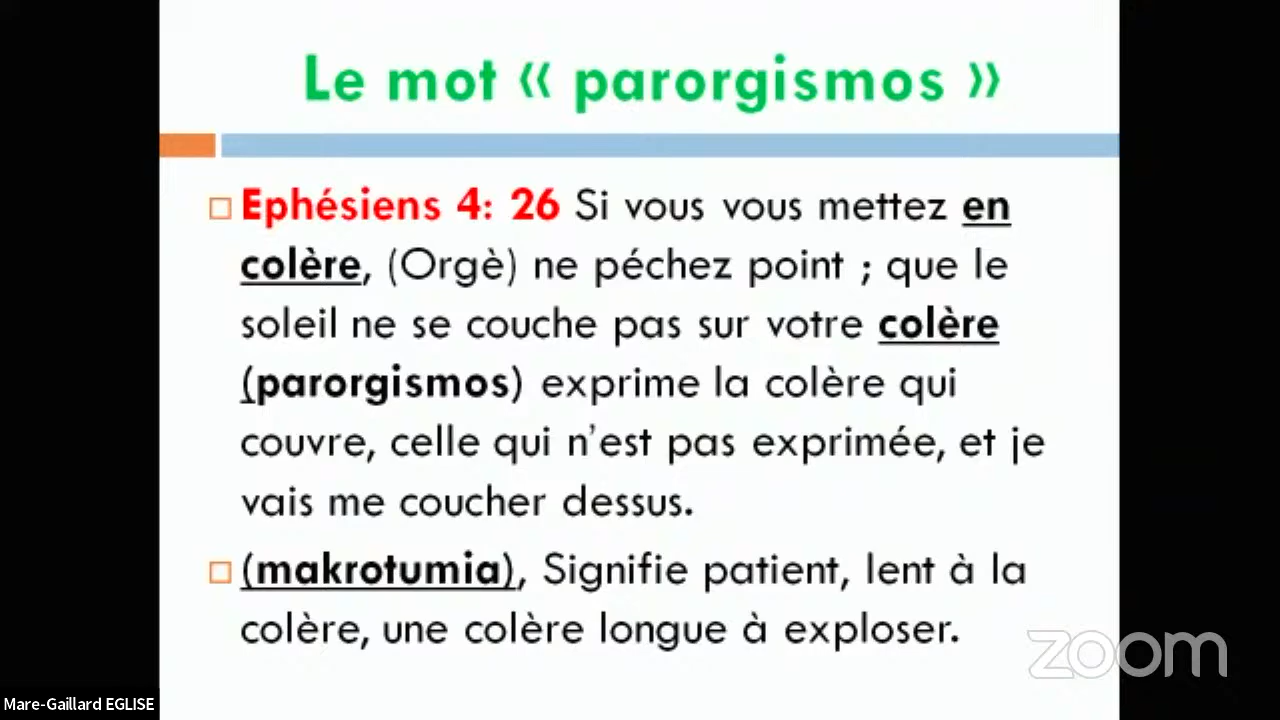 Le mot « parorgismos »
Ephésiens 4: 26 Si vous vous mettez en
colère, (Orgè) ne péchez point ; que le
soleil ne se couche pas sur votre colère
(parorgismos) exprime la colère qui
couvre, celle qui n'est pas exprimée, et je
vais me coucher dessus.
(makrotumia), Signifie patient, lent à la
colère, une colère longue à exploser.
zoom
Mare-Gaillard EGLISE